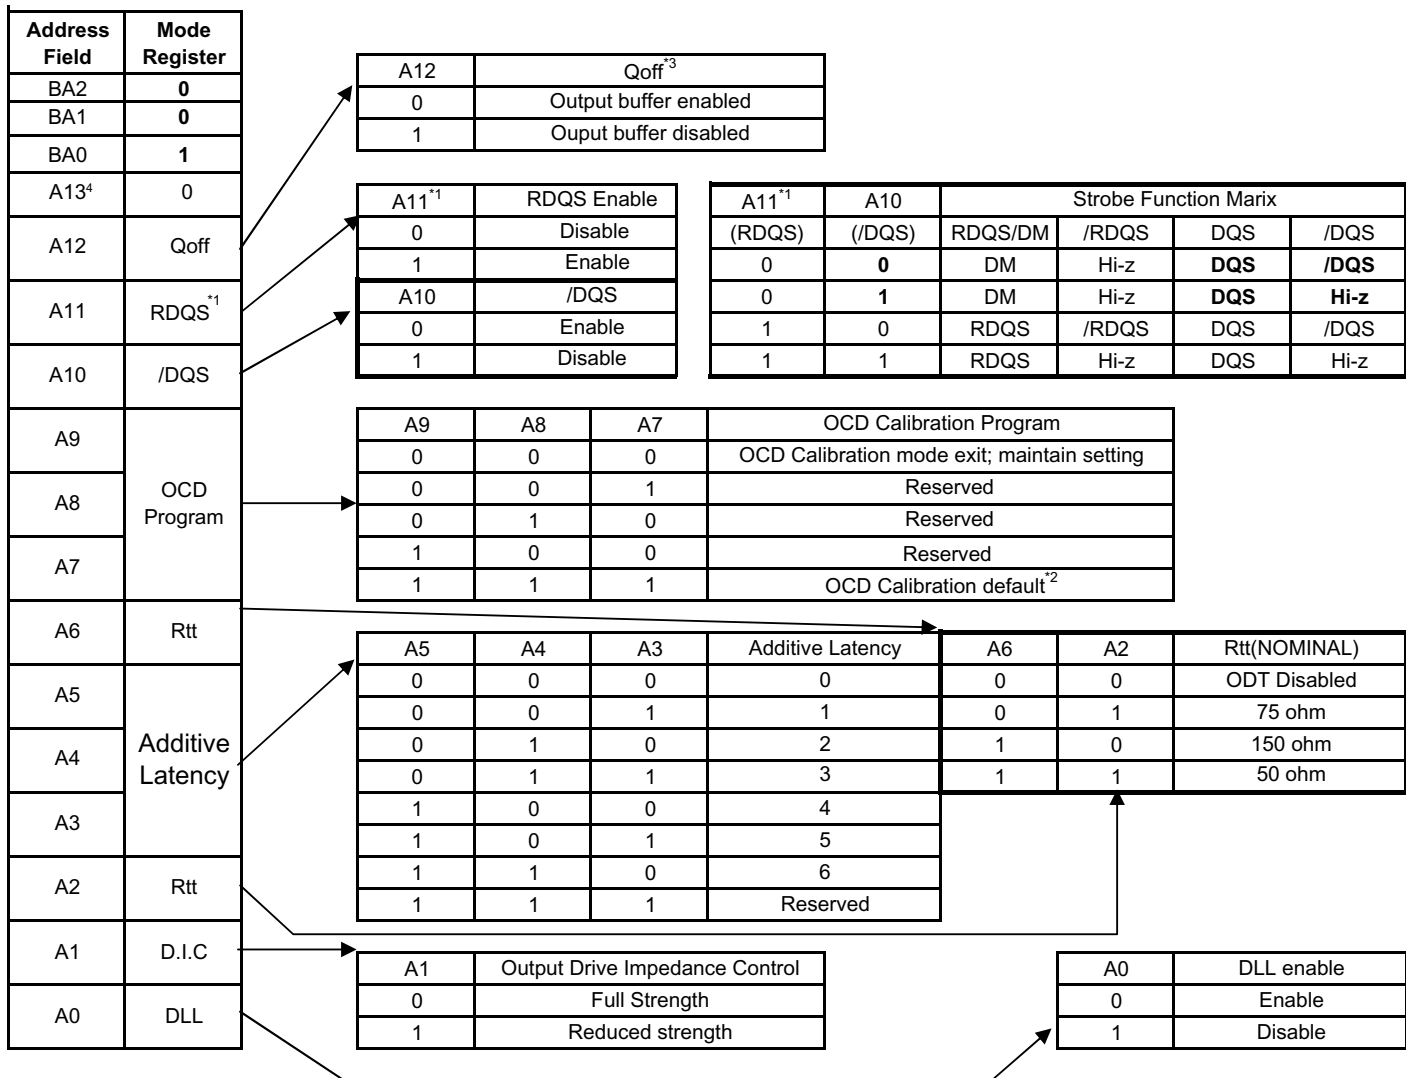 Address Field Mode Register
BA2 0
BA1 0
BA0 1
A13⁴ 0
A12 Qoff
A11 RDQS*1
A10 /DQS
A9
A8
A7
OCD Program
A6 Rtt
A5
A4
A3
Additive Latency
A2 Rtt
A1 D.I.C
A0 DLL
A12 Qoff*3
0 Output buffer enabled
1 Ouput buffer disabled
A11*1 RDQS Enable
0 Disable
1 Enable
A10 /DQS
0 Enable
1 Disable
A11*1 A10 Strobe Function Marix
(RDQS) (/DQS) RDQS/DM /RDQS DQS /DQS
0 0 DM Hi-z DQS /DQS
0 1 DM Hi-z DQS Hi-z
1 0 RDQS /RDQS DQS /DQS
1 1 RDQS Hi-z DQS Hi-z
A9 A8 A7 OCD Calibration Program
0 0 0 OCD Calibration mode exit; maintain setting
0 0 1 Reserved
0 1 0 Reserved
1 0 0 Reserved
1 1 1 OCD Calibration default*2
A5 A4 A3 Additive Latency
0 0 0 0
0 0 1 1
0 1 0 2
0 1 1 3
1 0 0 4
1 0 1 5
1 1 0 6
1 1 1 Reserved
A6 A2 Rtt(NOMINAL)
0 0 ODT Disabled
0 1 75 ohm
1 0 150 ohm
1 1 50 ohm
A1 Output Drive Impedance Control
0 Full Strength
1 Reduced strength
A0 DLL enable
0 Enable
1 Disable